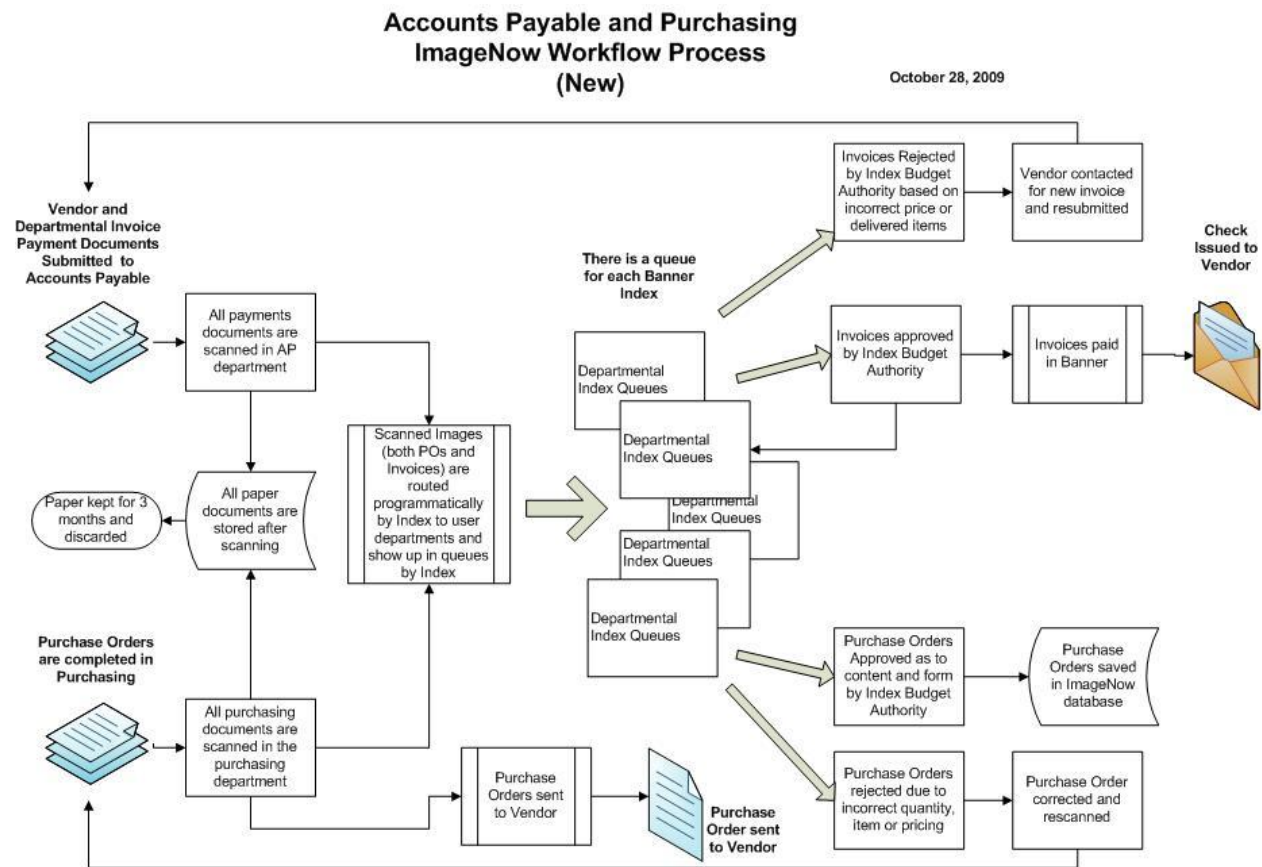 Accounts Payable and Purchasing
ImageNow Workflow Process
(New)
October 28, 2009
Vendor and
Departmental Invoice
Payment Documents
Submitted to
Accounts Payable
All payments
documents are
scanned in AP
department
Invoices Rejected
by Index Budget
Authority based on
incorrect price or
delivered items
Vendor contacted
for new invoice
and resubmitted
Check
Issued to
Vendor
There is a queue
for each Banner
Index
Invoices approved
by Index Budget
Authority
Invoices paid
in Banner
Departmental
Index Queues
Departmental
Index Queues
Departmental
Index Queues
Departmental
Index Queues
Departmental
Index Queues
Scanned Images
(both POs and
Invoices) are
routed
programmatically
by Index to user
departments and
show up in queues
by Index
Paper kept for 3
months and
discarded
All paper
documents are
stored after
scanning
Purchase Orders
are completed in
Purchasing
All purchasing
documents are
scanned in the
purchasing
department
Purchase
Orders sent
to Vendor
Purchase
Order sent
to Vendor
Purchase Orders
Approved as to
content and form
by Index Budget
Authority
Purchase
Orders saved
in ImageNow
database
Purchase Orders
rejected due to
incorrect quantity,
item or pricing
Purchase Order
corrected and
rescanned